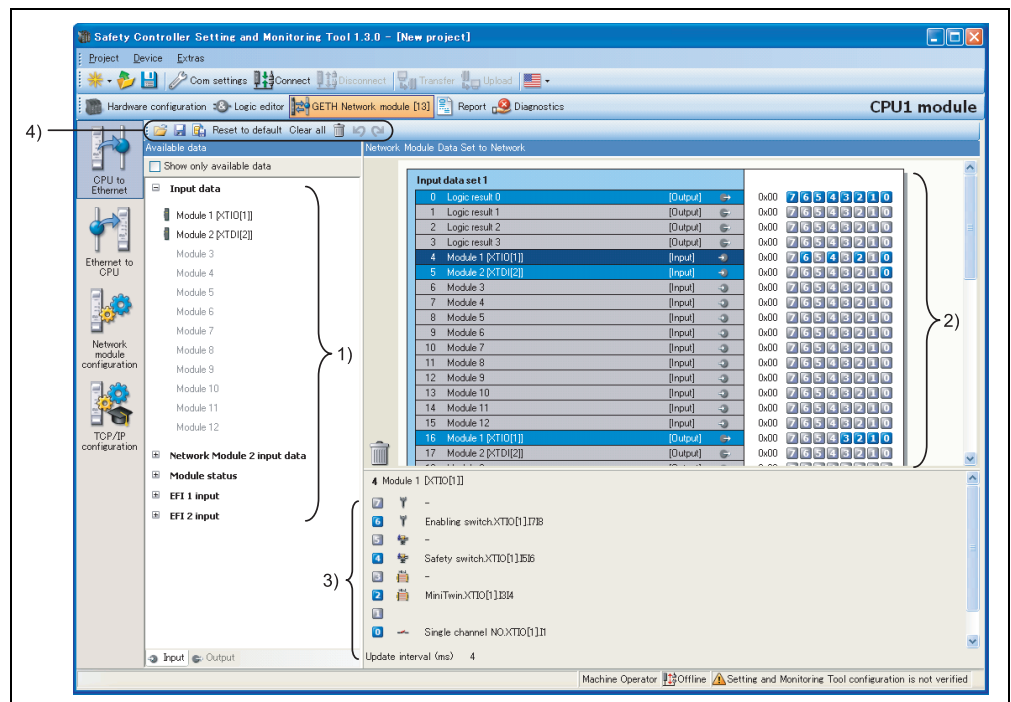 Safety Controller Setting and Monitoring Tool 1.3.0 - [New project]
Project Device Extras
Com settings Connect Disconnect Transfer Upload
Hardware configuration Logic editor GETH Network module [13] Report Diagnostics CPU1 module
4)
Reset to default Clear all
Available data
Network Module Data Set to Network
CPU to
Ethernet
Ethernet to
CPU
Network
module
configuration
TCP/IP
configuration
Show only available data
Input data
Module 1 [XTIO[1]]
Module 2 [XTDI[2]]
Module 3
Module 4
Module 5
Module 6
Module 7
Module 8
Module 9
Module 10
Module 11
Module 12
Network Module 2 input data
Module status
EFI 1 input
EFI 2 input
1)
Input Output
Input data set 1
0 Logic result 0 [Output] 0x00 7 6 5 4 3 2 1 0
1 Logic result 1 [Output] 0x00 7 6 5 4 3 2 1 0
2 Logic result 2 [Output] 0x00 7 6 5 4 3 2 1 0
3 Logic result 3 [Output] 0x00 7 6 5 4 3 2 1 0
4 Module 1 [XTIO[1]] [Input] 0x00 7 6 5 4 3 2 1 0
5 Module 2 [XTDI[2]] [Input] 0x00 7 6 5 4 3 2 1 0
6 Module 3 [Input] 0x00 7 6 5 4 3 2 1 0
7 Module 4 [Input] 0x00 7 6 5 4 3 2 1 0
8 Module 5 [Input] 0x00 7 6 5 4 3 2 1 0
9 Module 6 [Input] 0x00 7 6 5 4 3 2 1 0
10 Module 7 [Input] 0x00 7 6 5 4 3 2 1 0
11 Module 8 [Input] 0x00 7 6 5 4 3 2 1 0
12 Module 9 [Input] 0x00 7 6 5 4 3 2 1 0
13 Module 10 [Input] 0x00 7 6 5 4 3 2 1 0
14 Module 11 [Input] 0x00 7 6 5 4 3 2 1 0
15 Module 12 [Input] 0x00 7 6 5 4 3 2 1 0
16 Module 1 [XTIO[1]] [Output] 0x00 7 6 5 4 3 2 1 0
17 Module 2 [XTDI[2]] [Output] 0x00 7 6 5 4 3 2 1 0
2)
4 Module 1 [XTIO[1]]
7 -
6 Enabling switch.XTIO[1].I7I8
5 -
4 Safety switch.XTIO[1].I5I6
3 -
2 MiniTwin.XTIO[1].I3I4
1
0 Single channel NO.XTIO[1].I1
3)
Update interval (ms) 4
Machine Operator Offline Setting and Monitoring Tool configuration is not verified